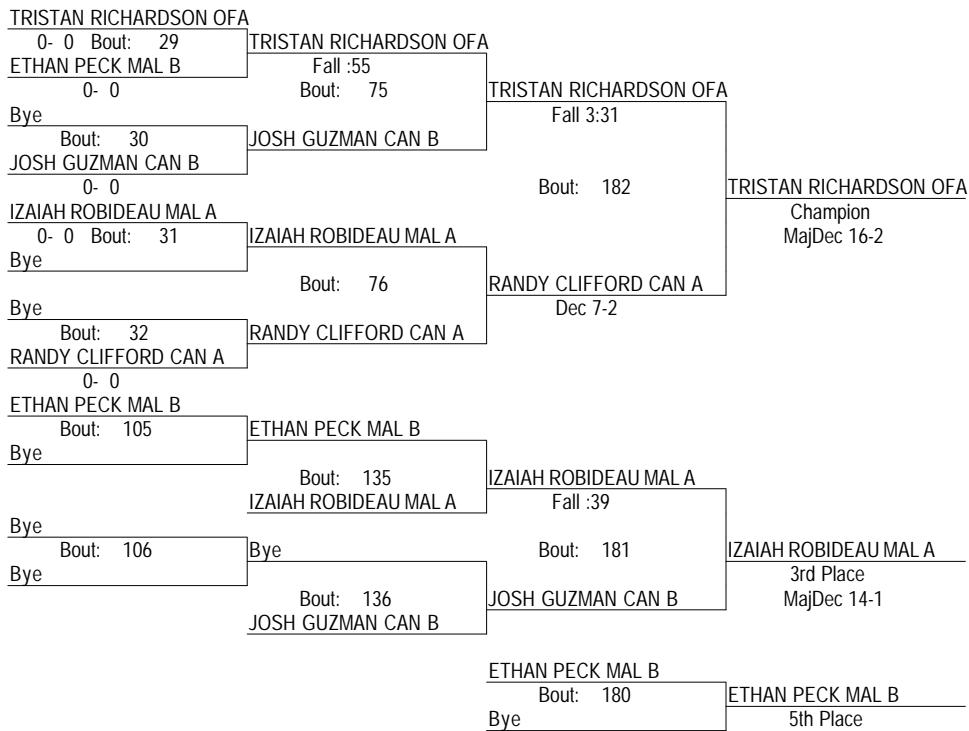 TRISTAN RICHARDSON OFA
0- 0 Bout: 29
TRISTAN RICHARDSON OFA
ETHAN PECK MAL B
Fall :55
0- 0
Bout: 75
TRISTAN RICHARDSON OFA
Bye
Fall 3:31
Bout: 30
JOSH GUZMAN CAN B
JOSH GUZMAN CAN B
0- 0
Bout: 182
TRISTAN RICHARDSON OFA
IZAIAH ROBIDEAU MAL A
Champion
0- 0 Bout: 31
IZAIAH ROBIDEAU MAL A
MajDec 16-2
Bye
Bout: 76
RANDY CLIFFORD CAN A
Bye
Dec 7-2
Bout: 32
RANDY CLIFFORD CAN A
RANDY CLIFFORD CAN A
0- 0
ETHAN PECK MAL B
Bout: 105
ETHAN PECK MAL B
Bye
Bout: 135
IZAIAH ROBIDEAU MAL A
IZAIAH ROBIDEAU MAL A
Fall :39
Bye
Bout: 106
Bye
Bout: 181
IZAIAH ROBIDEAU MAL A
Bye
3rd Place
Bout: 136
JOSH GUZMAN CAN B
MajDec 14-1
JOSH GUZMAN CAN B
ETHAN PECK MAL B
Bout: 180
ETHAN PECK MAL B
Bye
5th Place